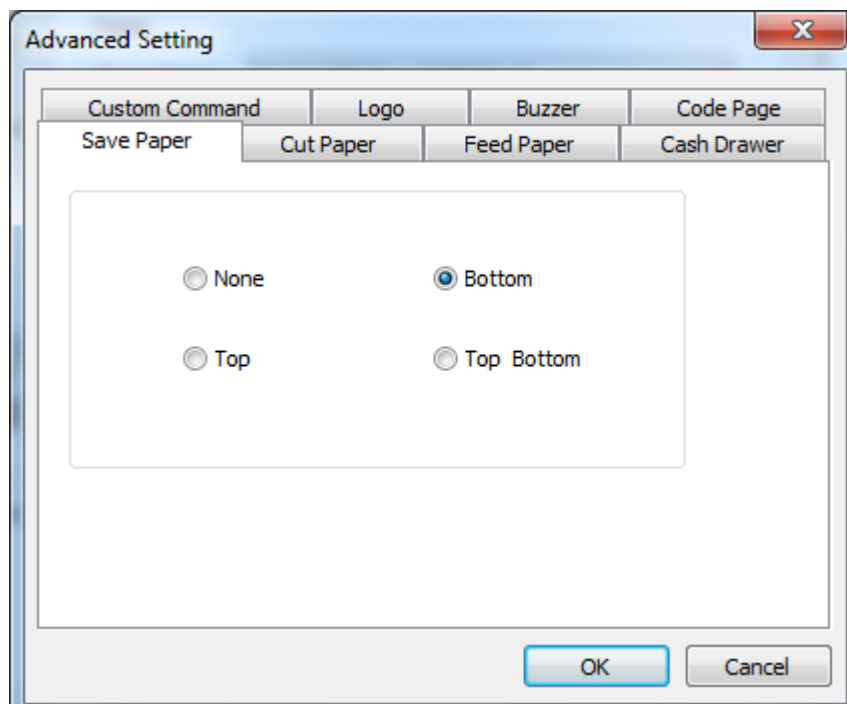 Advanced Setting
Custom Command Logo Buzzer Code Page
Save Paper Cut Paper Feed Paper Cash Drawer
None Bottom
Top Top Bottom
OK Cancel